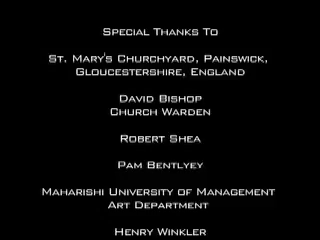 Special Thanks To
St. Mary's Churchyard, Painswick,
Gloucestershire, England
David Bishop
Church Warden
Robert Shea
Pam Bentlyey
Maharishi University of Management
Art Department
Henry Winkler